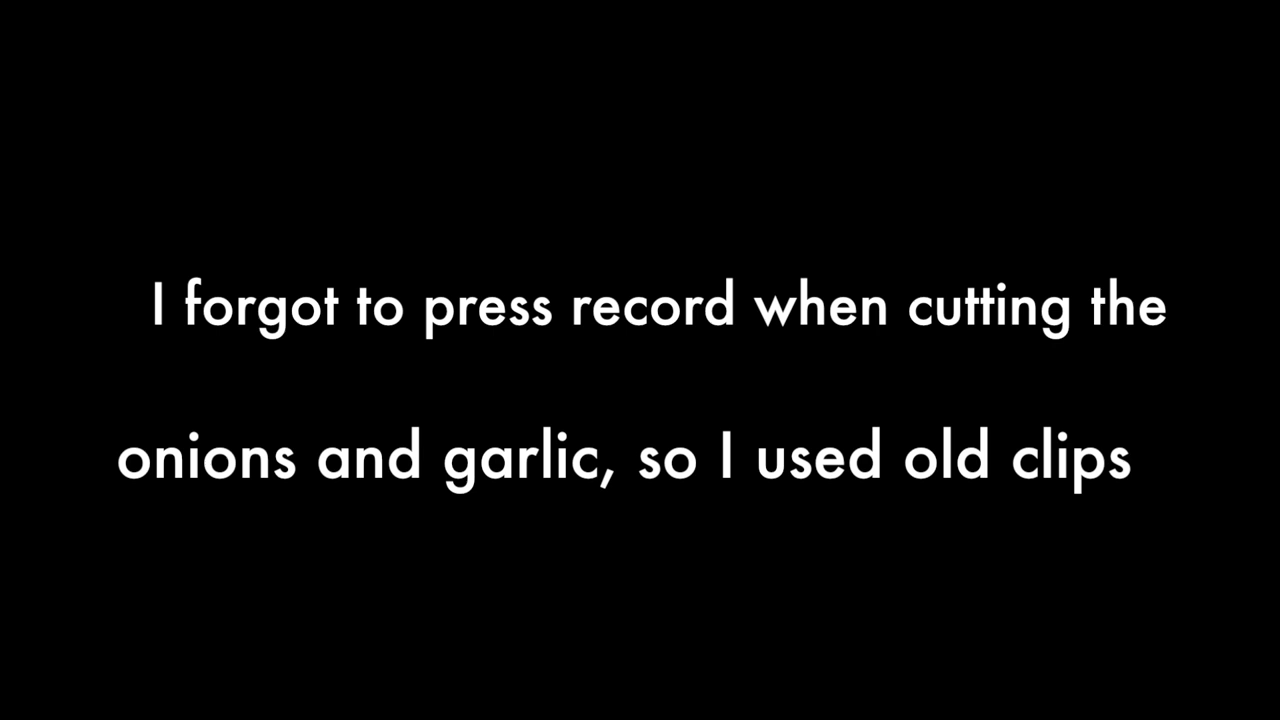 I forgot to press record when cutting the
onions and garlic, so I used old clips